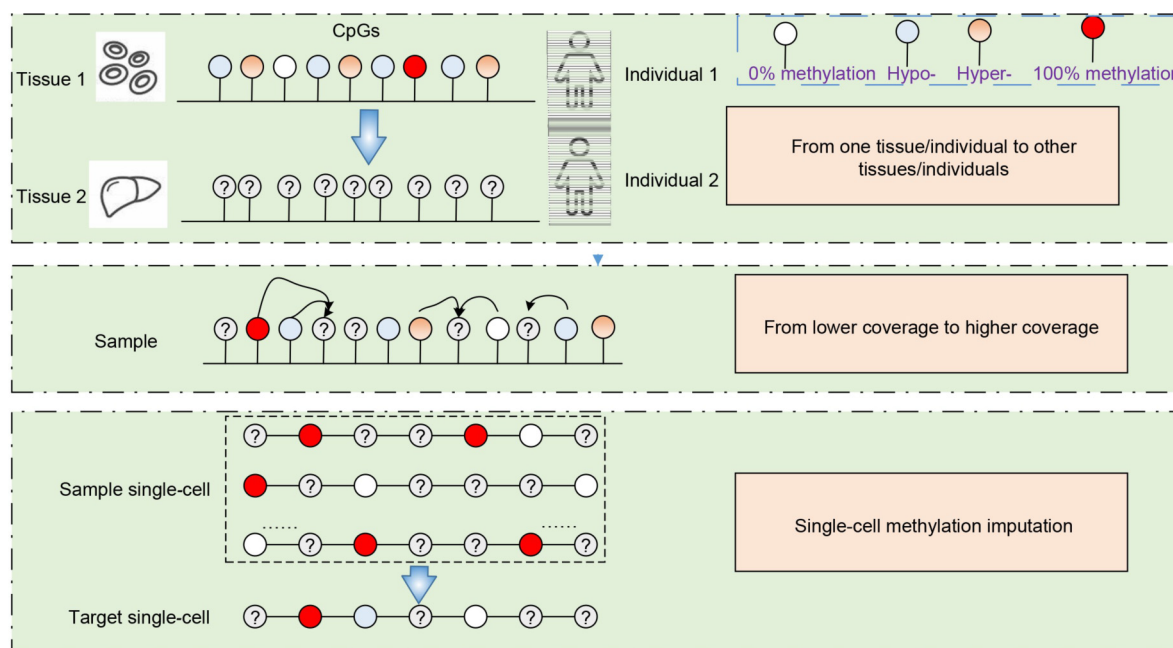 CpGs
Tissue 1
Individual 1
0% methylation Hypo- Hyper- 100% methylation
From one tissue/individual to other
tissues/individuals
Tissue 2
? ? ? ? ? ? ? ? ?
Individual 2
Sample
? ? ? ? ?
From lower coverage to higher coverage
? ? ? ?
Sample single-cell
? ? ? ?
...... ......
? ? ? ?
Single-cell methylation imputation
Target single-cell
? ? ? ?